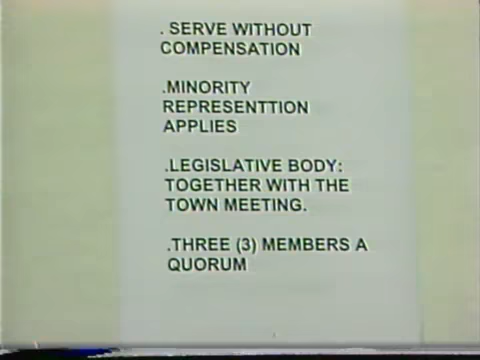 . SERVE WITHOUT
COMPENSATION
.MINORITY
REPRESENTTION
APPLIES
.LEGISLATIVE BODY:
TOGETHER WITH THE
TOWN MEETING.
.THREE (3) MEMBERS A
QUORUM